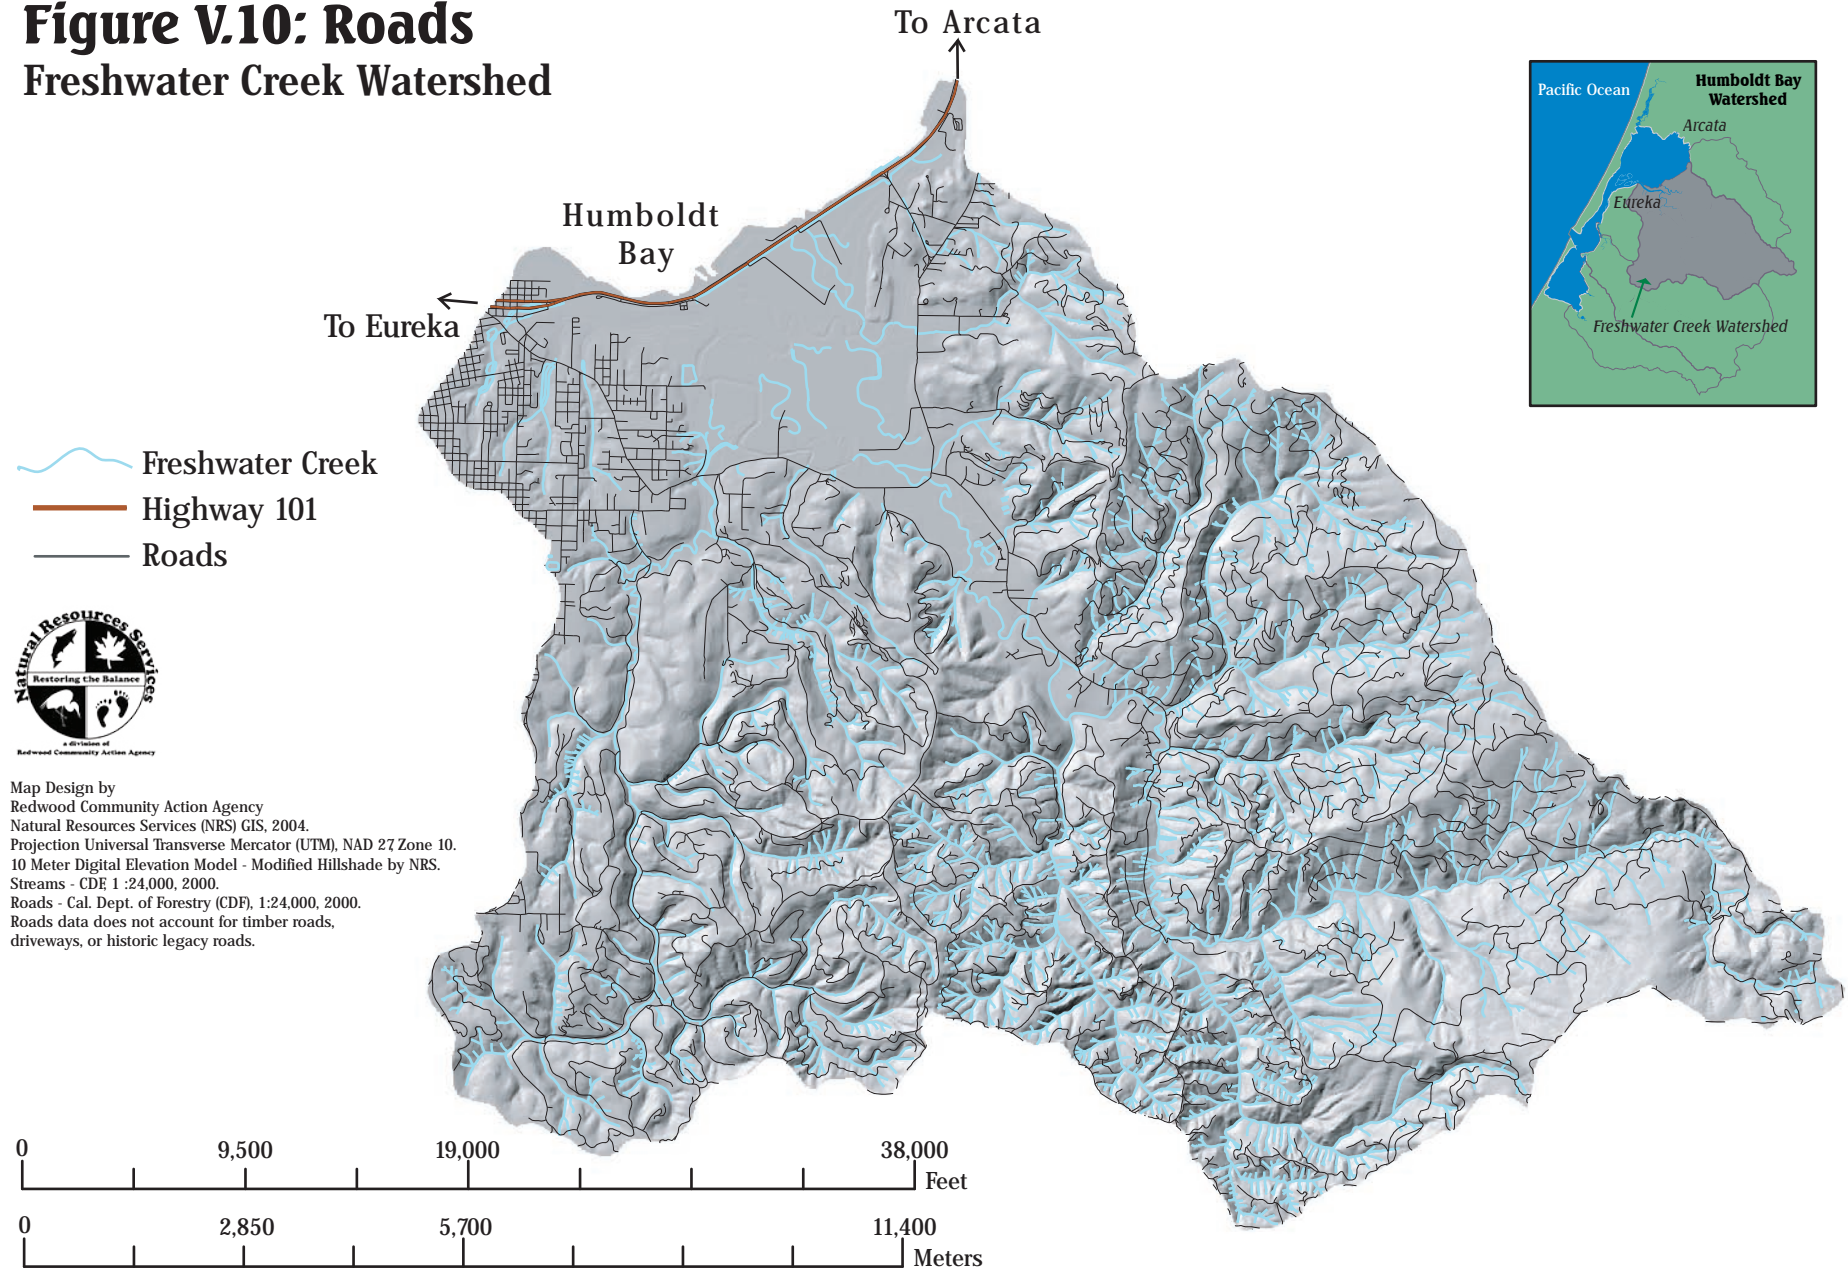 Figure V.10: Roads
Freshwater Creek Watershed
To Arcata
Humboldt
Bay
To Eureka
Pacific Ocean
Humboldt Bay
Watershed
Arcata
Eureka
Freshwater Creek Watershed
Freshwater Creek
Highway 101
Roads
Natural Resources Services
Restoring the Balance
a division of
Redwood Community Action Agency
Map Design by
Redwood Community Action Agency
Natural Resources Services (NRS) GIS, 2004.
Projection Universal Transverse Mercator (UTM), NAD 27, Zone 10.
10 Meter Digital Elevation Model - Modified Hillshade by NRS.
Streams - CDF, 1 :24,000, 2000.
Roads - Cal. Dept. of Forestry (CDF), 1:24,000, 2000.
Roads data does not account for timber roads,
driveways, or historic legacy roads.
0 9,500 19,000 38,000
Feet
0 2,850 5,700 11,400
Meters